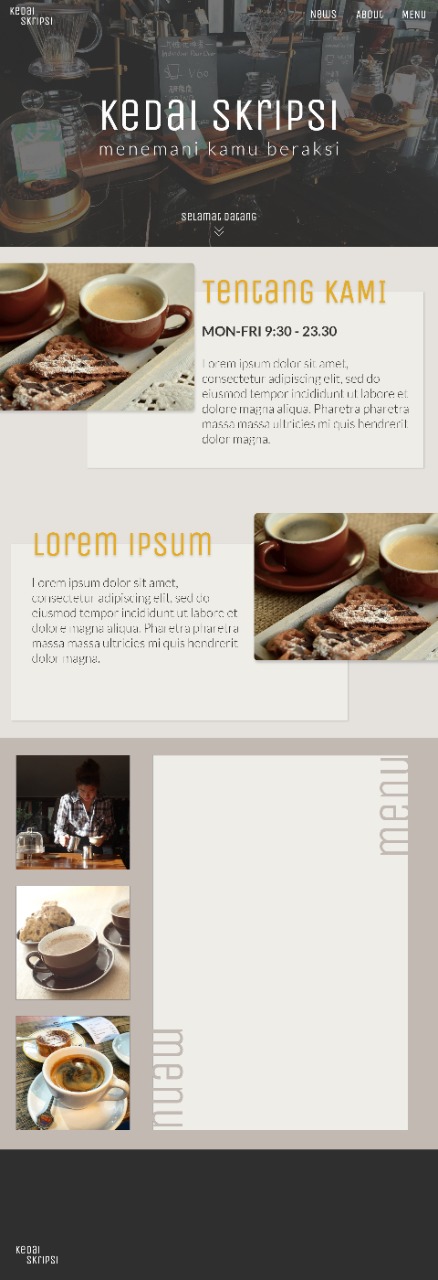 KEDAI
SKRIPSI
NEWS
ABOUT
MENU
V60
KEDAI SKRIPSI
menemani kamu beraksi
SELAMAT DATANG
TENTANG KAMI
MON-FRI 9:30 - 23.30
Lorem ipsum dolor sit amet,
consectetur adipiscing elit, sed do
eiusmod tempor incididunt ut labore et
dolore magna aliqua. Pharetra pharetra
massa massa ultricies mi quis hendrerit
dolor magna.
LOREM IPSUM
Lorem ipsum dolor sit amet,
consectetur adipiscing elit, sed do
eiusmod tempor incididunt ut labore et
dolore magna aliqua. Pharetra pharetra
massa massa ultricies mi quis hendrerit
dolor magna.
menu
menu
KEDAI
SKRIPSI